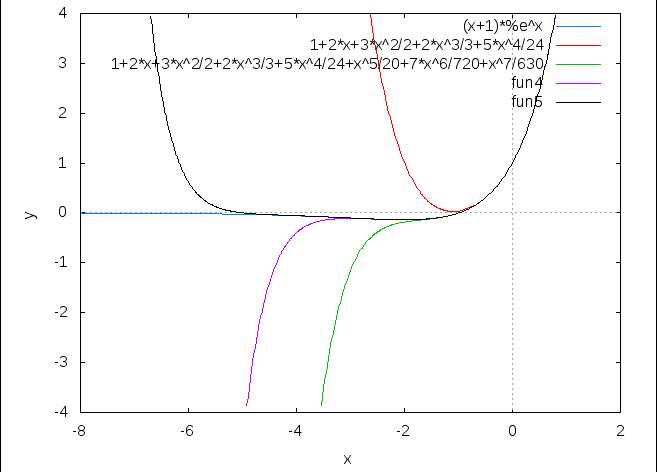 4
3
2
1
0
-1
-2
-3
-4
y
(x+1)*%e^x
1+2*x+3*x^2/2+2*x^3/3+5*x^4/24
1+2*x+3*x^2/2+2*x^3/3+5*x^4/24+x^5/20+7*x^6/720+x^7/630
fun4
fun5
-8 -6 -4 -2 0 2
x